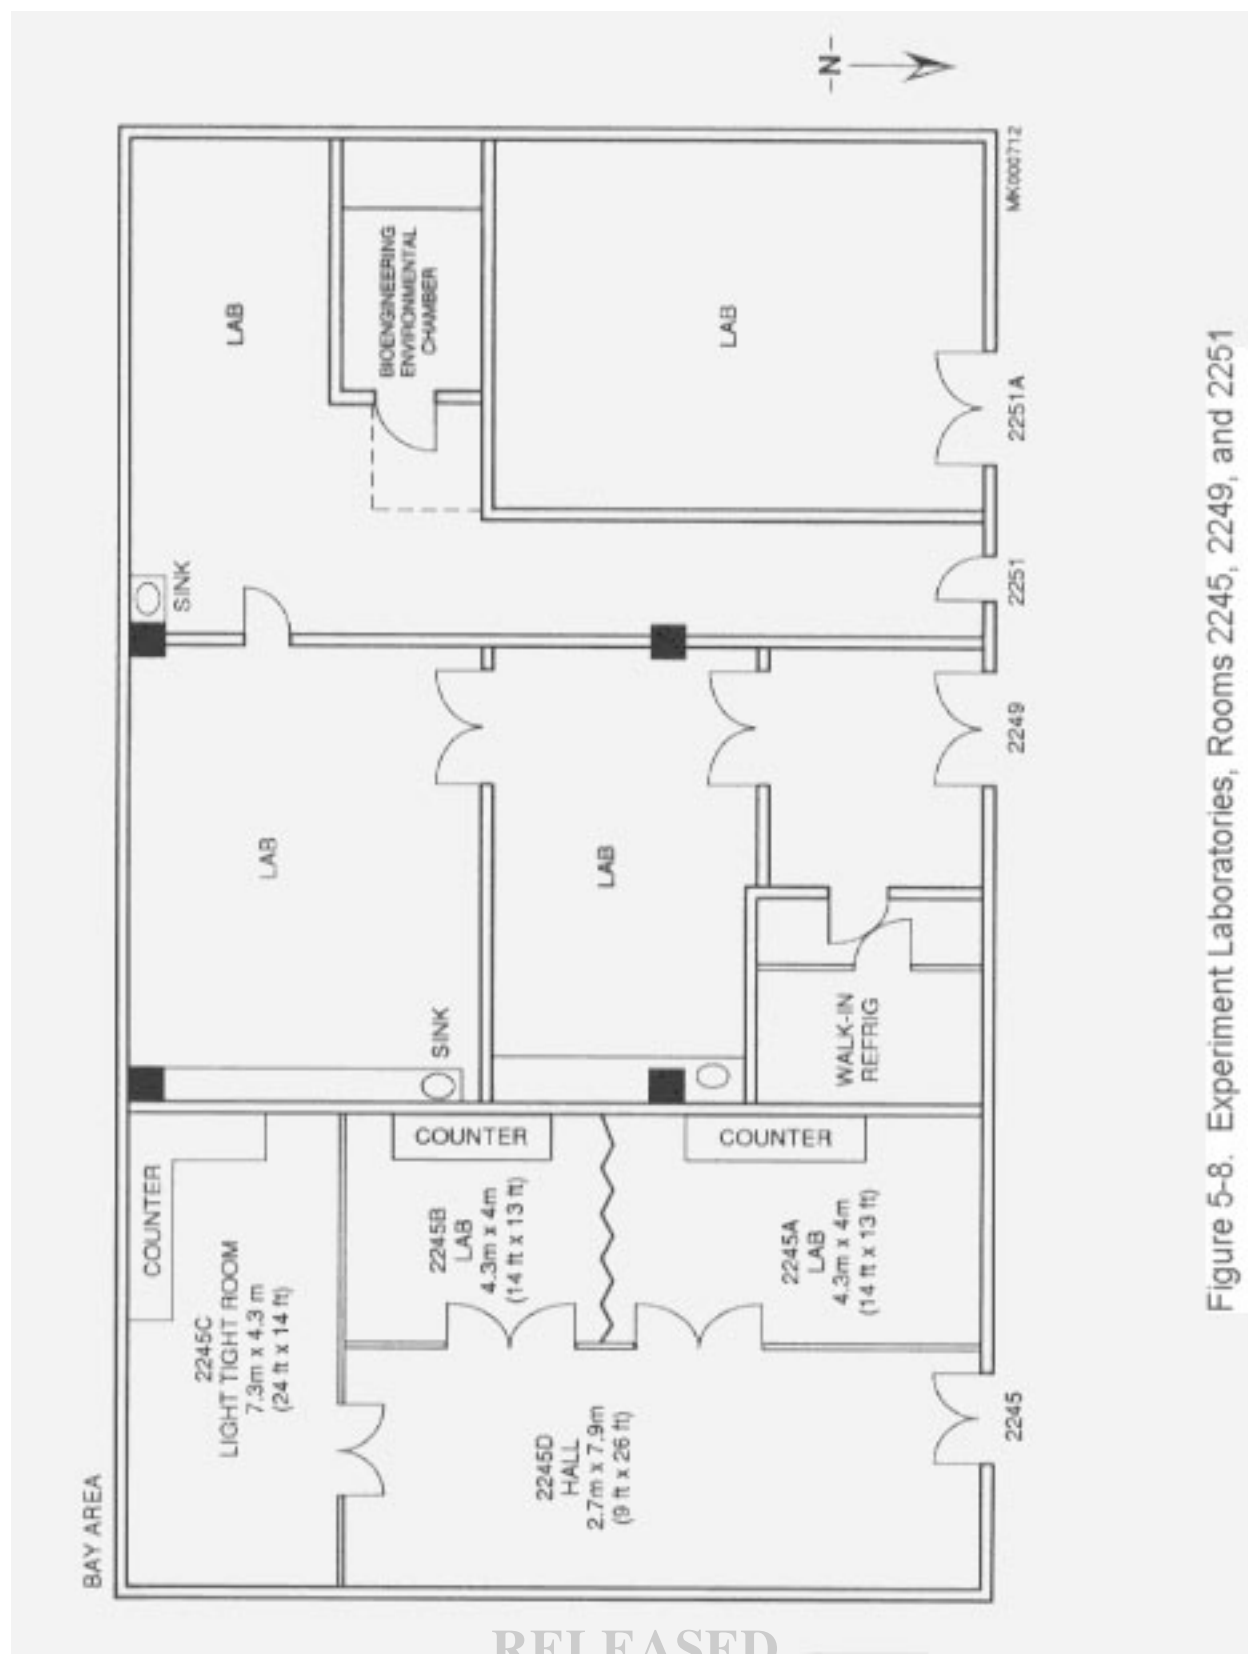 BAY AREA
2245C
LIGHT TIGHT ROOM
7.3m x 4.3 m
(24 ft x 14 ft)
COUNTER
2245D
HALL
2.7m x 7.9m
(9 ft x 26 ft)
2245B
LAB
4.3m x 4m
(14 ft x 13 ft)
COUNTER
2245A
LAB
4.3m x 4m
(14 ft x 13 ft)
COUNTER
2245
LAB
SINK
LAB
WALK-IN
REFRIG
2249
SINK
LAB
BIOENGINEERING
ENVIRONMENTAL
CHAMBER
2251
LAB
2251A
-N-
MK000712
Figure 5-8. Experiment Laboratories, Rooms 2245, 2249, and 2251
RELEASED